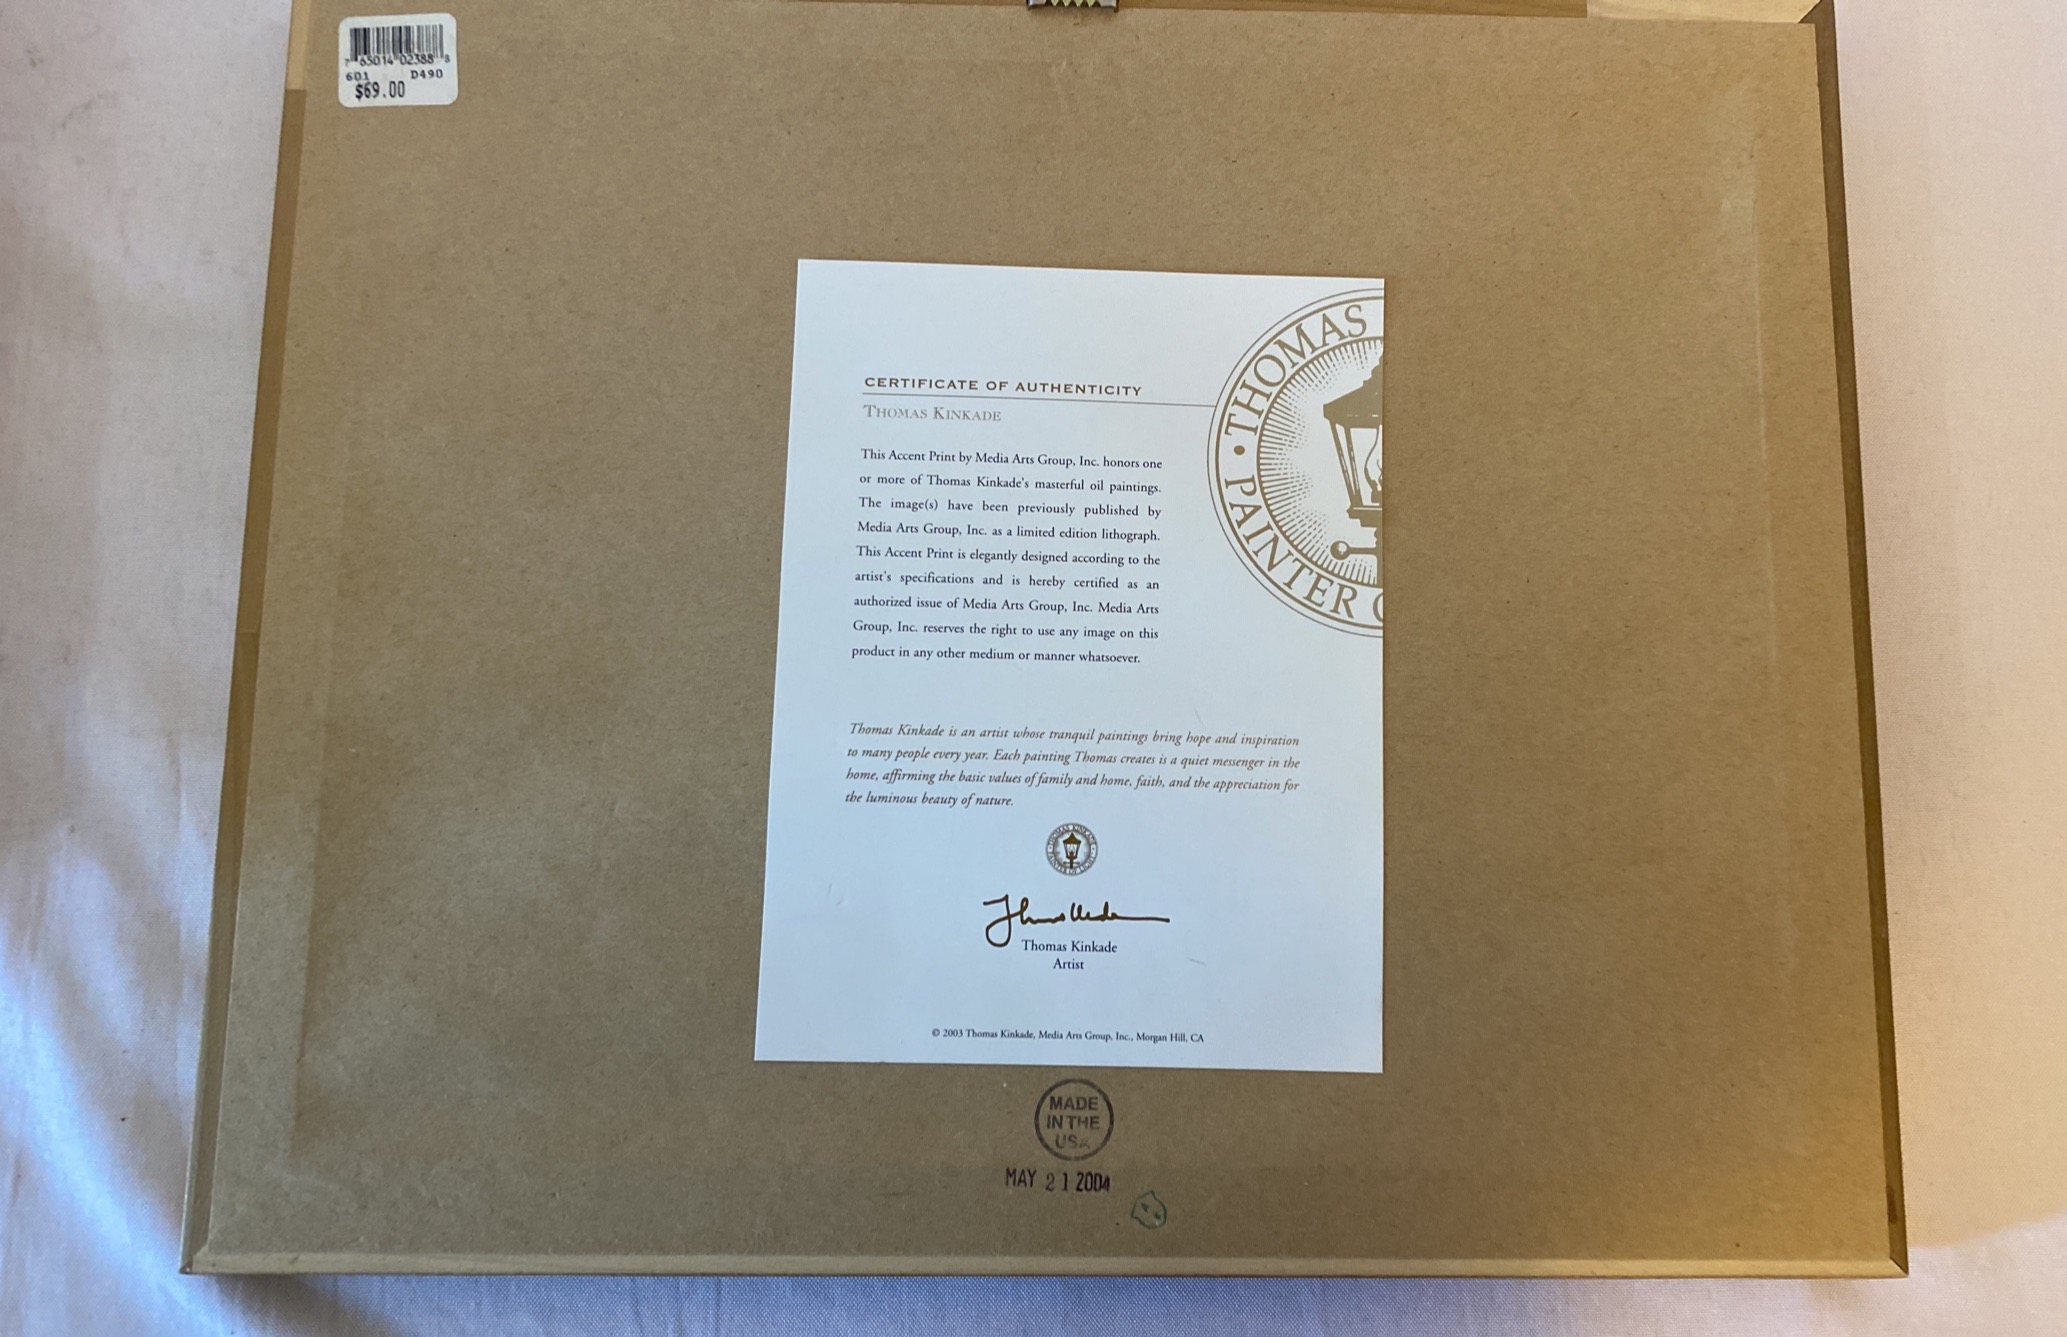 7 65014 02388 8
601 D490
$69.00
THOMAS
PAINTER
CERTIFICATE OF AUTHENTICITY
THOMAS KINKADE
This Accent Print by Media Arts Group, Inc. honors one
or more of Thomas Kinkade's masterful oil paintings.
The image(s) have been previously published by
Media Arts Group, Inc. as a limited edition lithograph.
This Accent Print is elegantly designed according to the
artist's specifications and is hereby certified as an
authorized issue of Media Arts Group, Inc. Media Arts
Group, Inc. reserves the right to use any image on this
product in any other medium or manner whatsoever.
Thomas Kinkade is an artist whose tranquil paintings bring hope and inspiration
to many people every year. Each painting Thomas creates is a quiet messenger in the
home, affirming the basic values of family and home, faith, and the appreciation for
the luminous beauty of nature.
Thomas Kinkade
Artist
© 2003 Thomas Kinkade, Media Arts Group, Inc., Morgan Hill, CA
MADE
IN THE
USA
MAY 21 2004